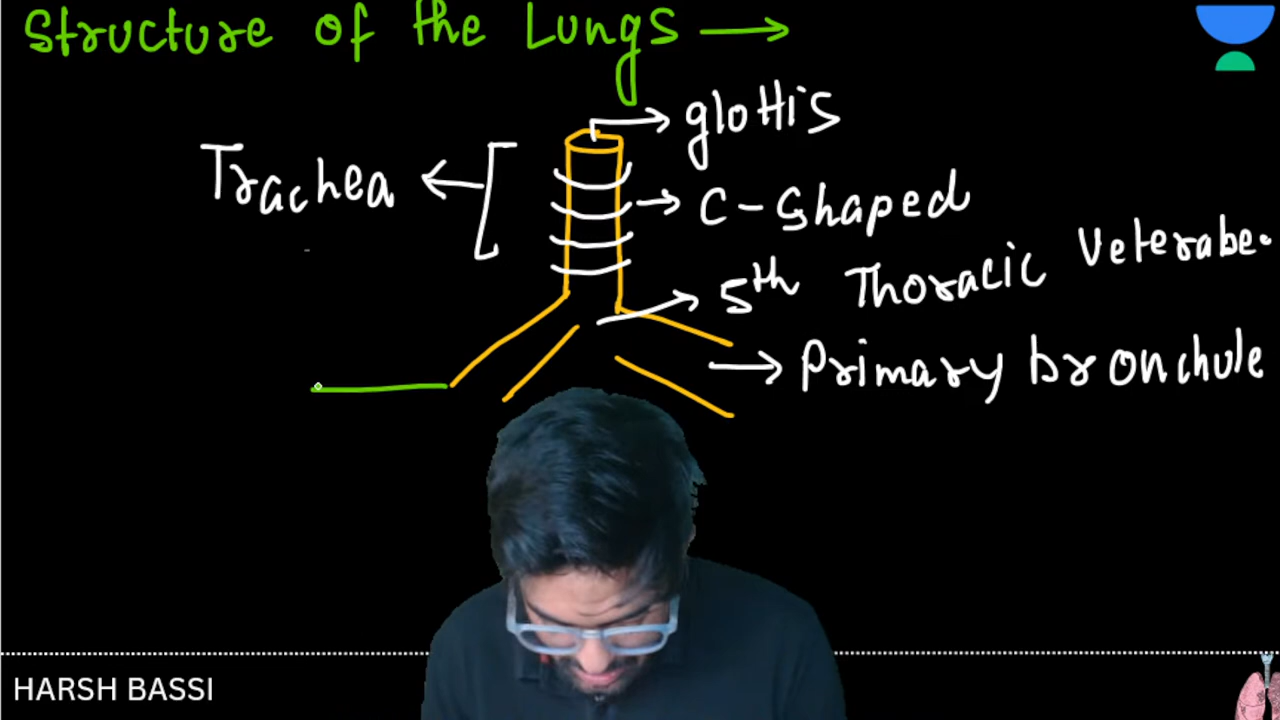 Structure of the Lungs
glottis
Trachea
C-Shaped
5th Thoracic Veterabe.
Primary bronchule
HARSH BASSI